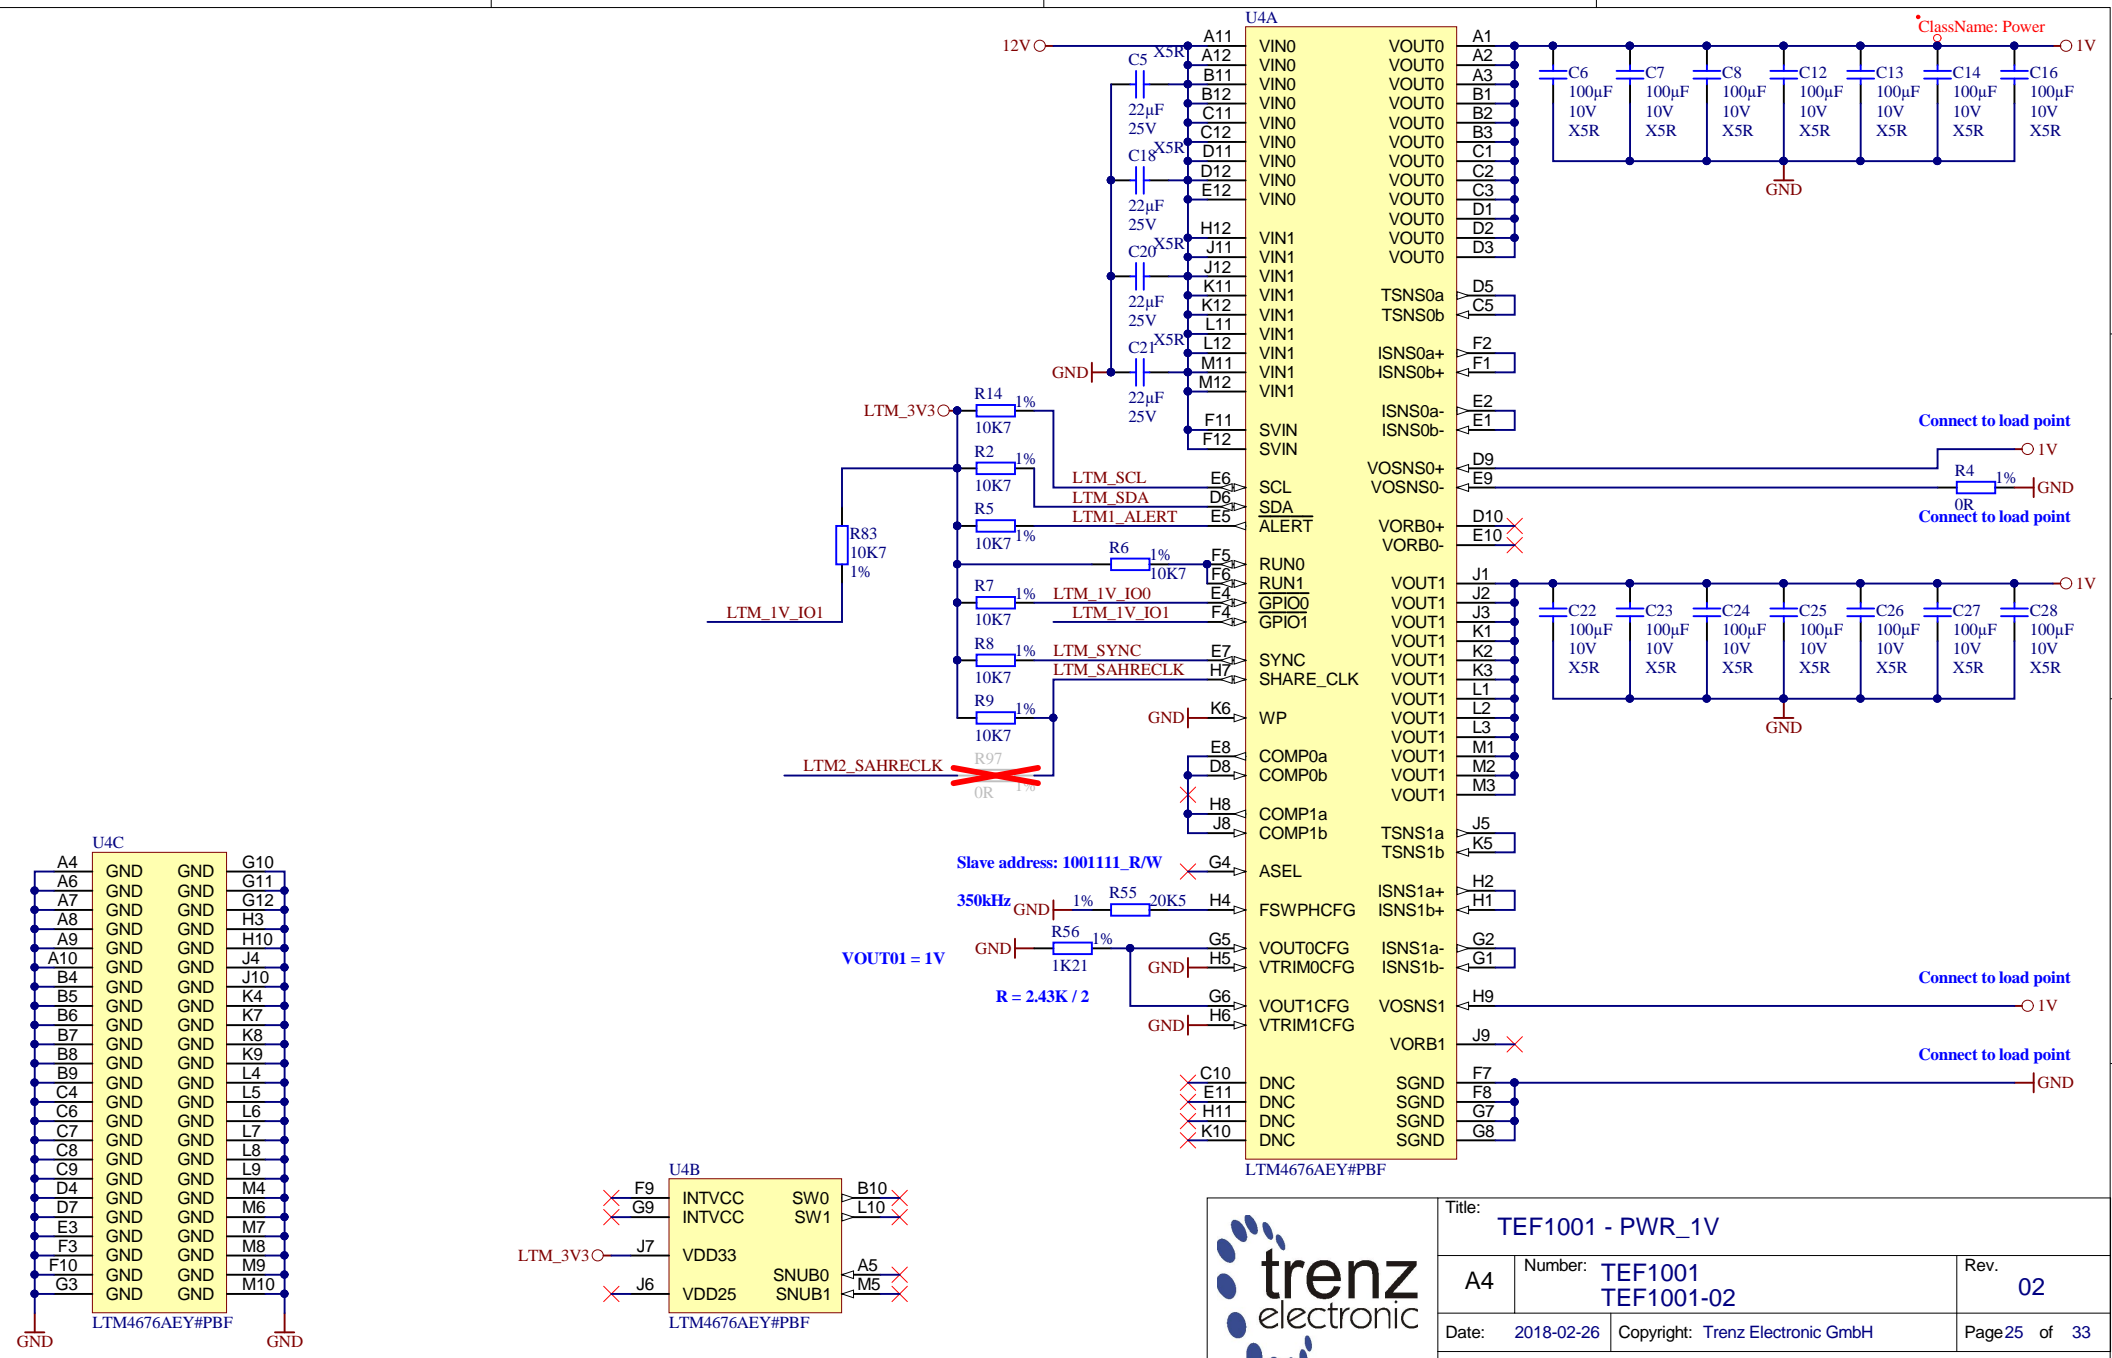 U4A
ClassName: Power
12V
A11 VIN0 VOUT0 A1
1V
A12 VIN0 VOUT0 A2
B11 VIN0 VOUT0 A3
B12 VIN0 VOUT0 B1
C11 VIN0 VOUT0 B2
C12 VIN0 VOUT0 B3
D11 VIN0 VOUT0 C1
D12 VIN0 VOUT0 C2
E12 VIN0 VOUT0 C3
VOUT0 D1
H12 VIN1 VOUT0 D2
J11 VIN1 VOUT0 D3
J12 VIN1
K11 VIN1 TSNS0a D5
K12 VIN1 TSNS0b C5
L11 VIN1
L12 VIN1 ISNS0a+ F2
M11 VIN1 ISNS0b+ F1
M12 VIN1
ISNS0a- E2
F11 SVIN ISNS0b- E1
F12 SVIN
VOSNS0+ D9
E6 SCL VOSNS0- E9
D6 SDA
E5 ALERT VORB0+ D10
VORB0- E10
F5 RUN0
F6 RUN1 VOUT1 J1
E4 GPIO0 VOUT1 J2
F4 GPIO1 VOUT1 J3
VOUT1 K1
E7 SYNC VOUT1 K2
H7 SHARE_CLK VOUT1 K3
VOUT1 L1
GND K6 WP VOUT1 L2
VOUT1 L3
E8 COMP0a VOUT1 M1
D8 COMP0b VOUT1 M2
VOUT1 M3
H8 COMP1a
J8 COMP1b TSNS1a J5
TSNS1b K5
G4 ASEL
ISNS1a+ H2
H4 FSWPHCFG ISNS1b+ H1
G5 VOUT0CFG ISNS1a- G2
GND H5 VTRIM0CFG ISNS1b- G1
G6 VOUT1CFG VOSNS1 H9
GND H6 VTRIM1CFG
VORB1 J9
C10 DNC SGND F7
E11 DNC SGND F8
H11 DNC SGND G7
K10 DNC SGND G8
LTM4676AEY#PBF
C5 X5R
22µF
25V
C18 X5R
22µF
25V
C20 X5R
22µF
25V
C21 X5R
22µF
25V
GND
C6 C7 C8 C12 C13 C14 C16
100µF 100µF 100µF 100µF 100µF 100µF 100µF
10V 10V 10V 10V 10V 10V 10V
X5R X5R X5R X5R X5R X5R X5R
GND
Connect to load point
1V
R4 1%
GND
0R
Connect to load point
1V
C22 C23 C24 C25 C26 C27 C28
100µF 100µF 100µF 100µF 100µF 100µF 100µF
10V 10V 10V 10V 10V 10V 10V
X5R X5R X5R X5R X5R X5R X5R
GND
Connect to load point
1V
Connect to load point
GND
LTM_3V3
R14 1%
10K7
R2 1%
10K7
LTM_SCL
LTM_SDA
R5
10K7 1%
LTM1_ALERT
R83
10K7
1%
R6 1%
10K7
R7 1%
10K7
LTM_1V_IO0
LTM_1V_IO1
LTM_1V_IO1
R8 1%
10K7
LTM_SYNC
LTM_SAHRECLK
R9 1%
10K7
LTM2_SAHRECLK
R97
0R 1%
Slave address: 1001111_R/W
350kHz
GND 1% R55 20K5
VOUT01 = 1V
GND R56 1%
1K21
R = 2.43K / 2
U4C
A4 GND GND G10
A6 GND GND G11
A7 GND GND G12
A8 GND GND H3
A9 GND GND H10
A10 GND GND J4
B4 GND GND J10
B5 GND GND K4
B6 GND GND K7
B7 GND GND K8
B8 GND GND K9
B9 GND GND L4
C4 GND GND L5
C6 GND GND L6
C7 GND GND L7
C8 GND GND L8
C9 GND GND L9
D4 GND GND M4
D7 GND GND M6
E3 GND GND M7
F3 GND GND M8
F10 GND GND M9
G3 GND GND M10
LTM4676AEY#PBF
GND GND
U4B
F9 INTVCC SW0 B10
G9 INTVCC SW1 L10
LTM_3V3 J7 VDD33
SNUB0 A5
J6 VDD25 SNUB1 M5
LTM4676AEY#PBF
trenz
electronic
Title:
TEF1001 - PWR_1V
A4
Number: TEF1001
TEF1001-02
Rev.
02
Date: 2018-02-26
Copyright: Trenz Electronic GmbH
Page 25 of 33